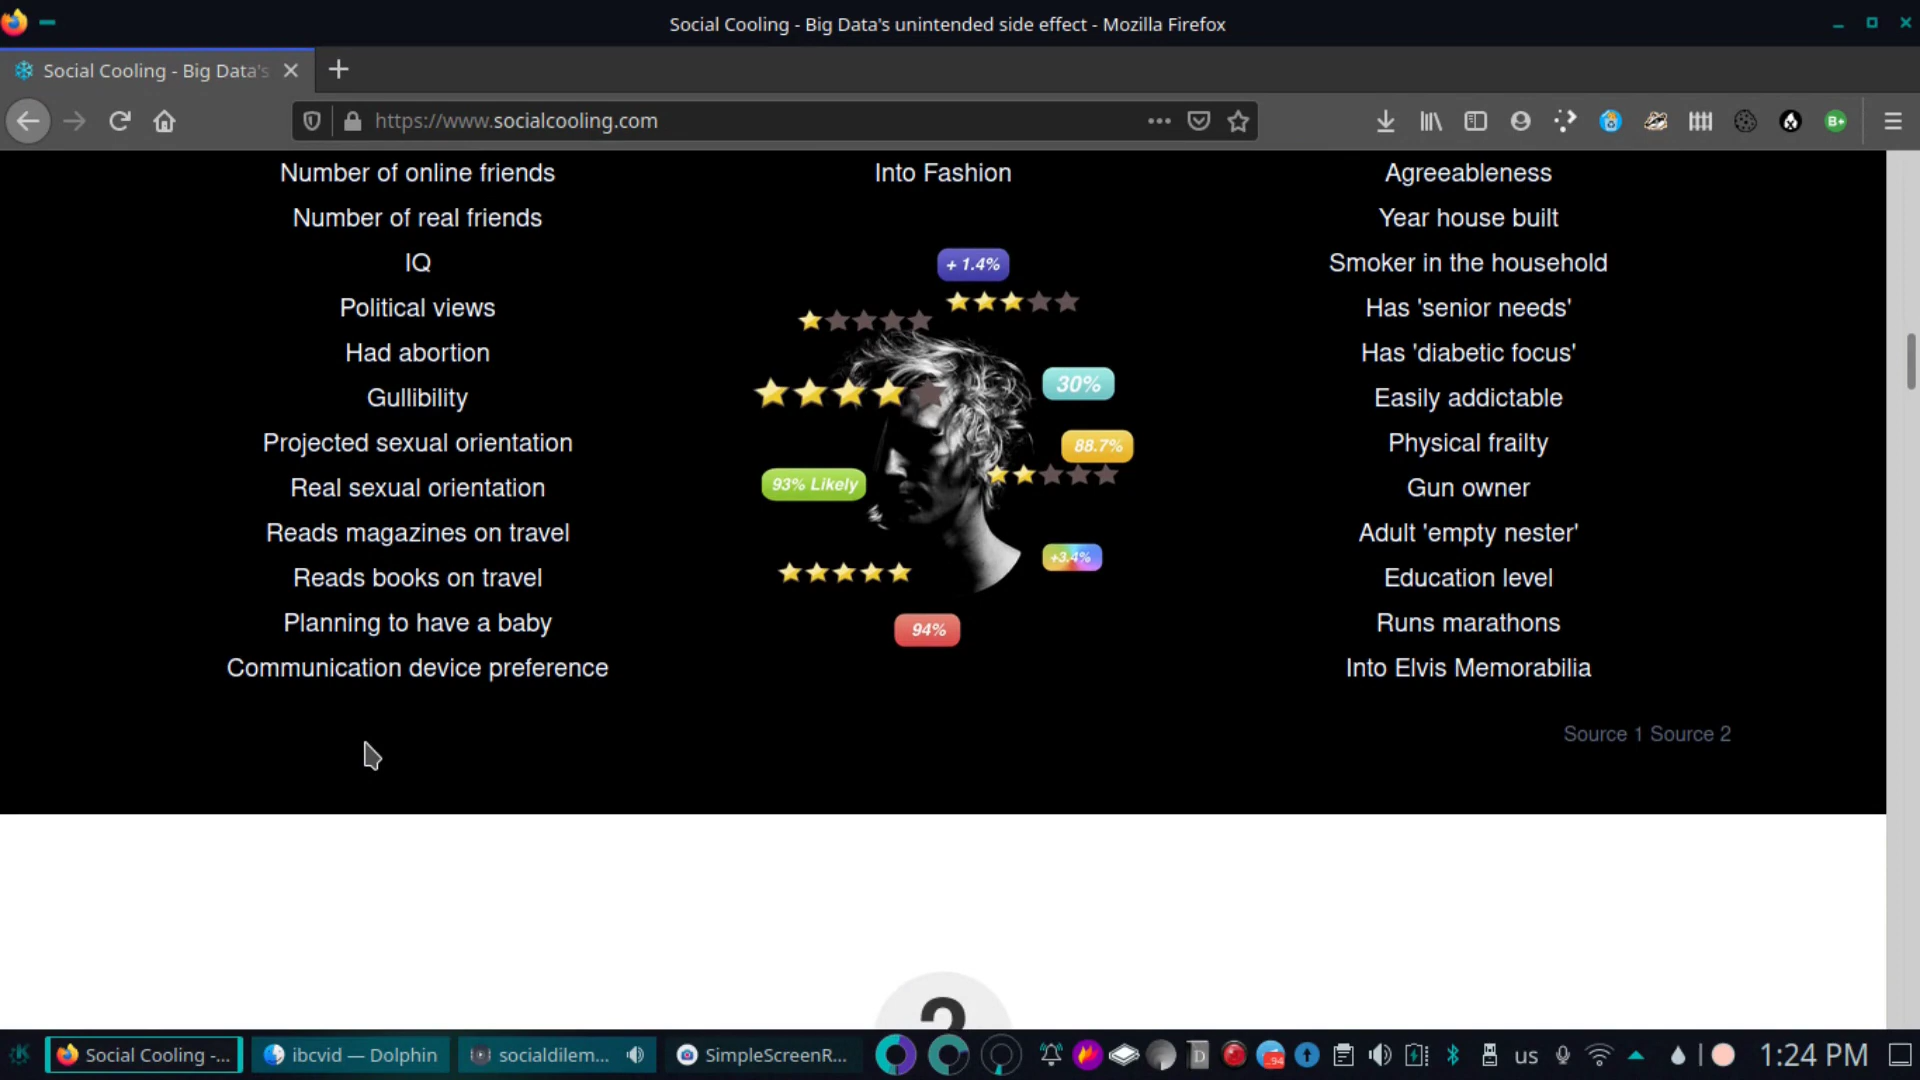 Social Cooling - Big Data's unintended side effect - Mozilla Firefox
Social Cooling - Big Data's
https://www.socialcooling.com
B+
Number of online friends
Number of real friends
IQ
Political views
Had abortion
Gullibility
Projected sexual orientation
Real sexual orientation
Reads magazines on travel
Reads books on travel
Planning to have a baby
Communication device preference
Into Fashion
+ 1.4%
30%
88.7%
93% Likely
+3.4%
94%
Agreeableness
Year house built
Smoker in the household
Has 'senior needs'
Has 'diabetic focus'
Easily addictable
Physical frailty
Gun owner
Adult 'empty nester'
Education level
Runs marathons
Into Elvis Memorabilia
Source 1 Source 2
2
Social Cooling -...
ibcvid — Dolphin
socialdilem...
SimpleScreenR...
D
94
us
1:24 PM